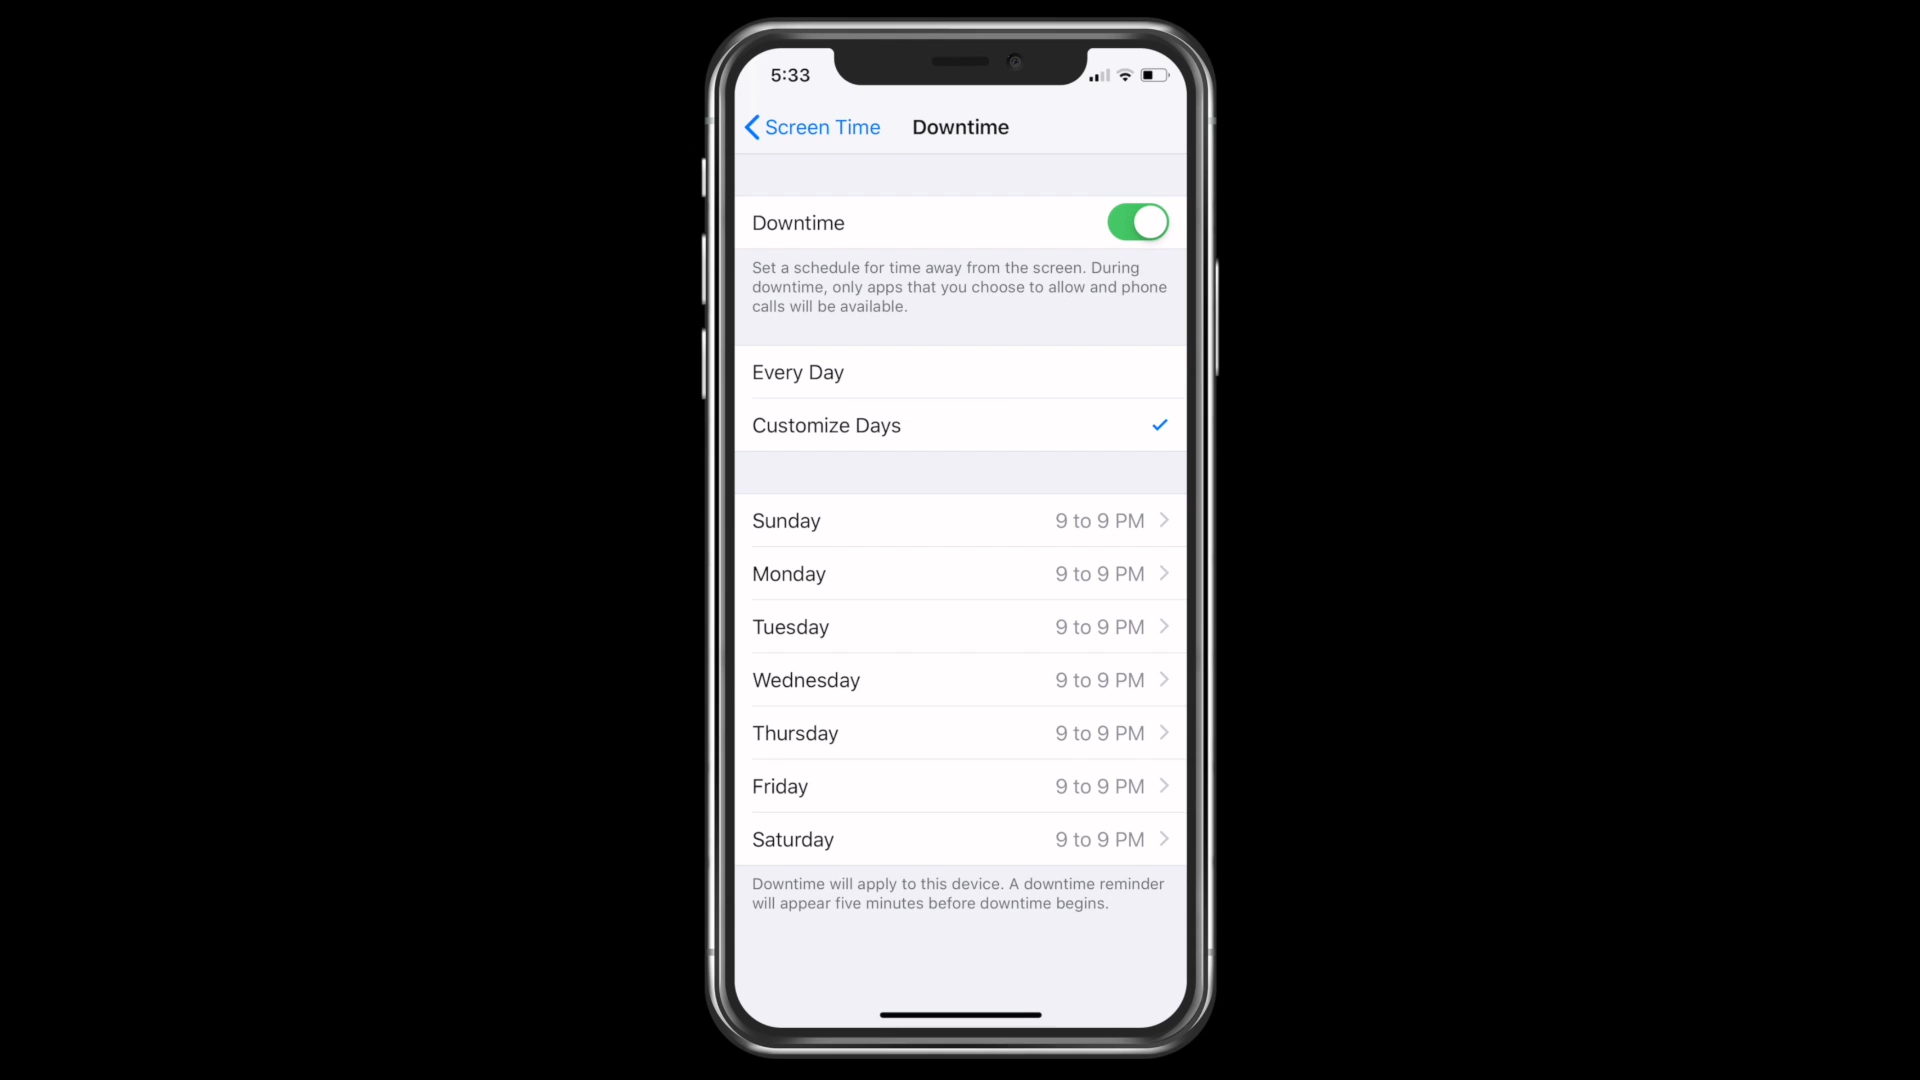 5:33
Screen Time
Downtime
Downtime
Set a schedule for time away from the screen. During
downtime, only apps that you choose to allow and phone
calls will be available.
Every Day
Customize Days
Sunday 9 to 9 PM
Monday 9 to 9 PM
Tuesday 9 to 9 PM
Wednesday 9 to 9 PM
Thursday 9 to 9 PM
Friday 9 to 9 PM
Saturday 9 to 9 PM
Downtime will apply to this device. A downtime reminder
will appear five minutes before downtime begins.